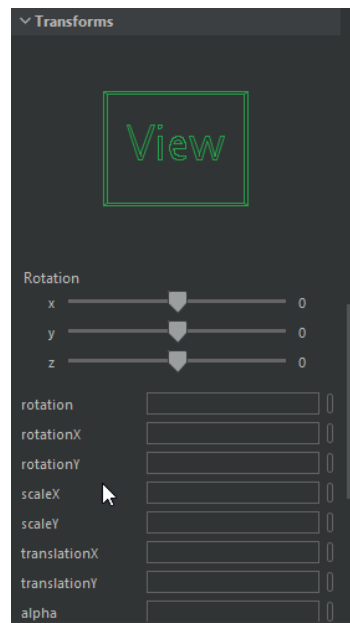 Transforms
View
Rotation
x 0
y 0
z 0
rotation
rotationX
rotationY
scaleX
scaleY
translationX
translationY
alpha